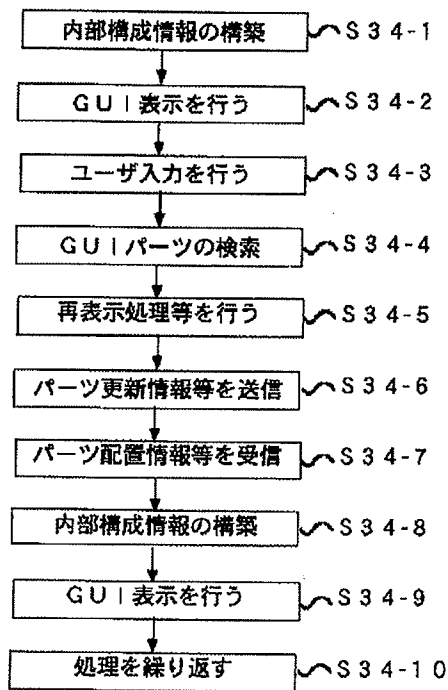 内部構成情報の構築 S34-1
GUI表示を行う S34-2
ユーザ入力を行う S34-3
GUIパーツの検索 S34-4
再表示処理等を行う S34-5
パーツ更新情報等を送信 S34-6
パーツ配置情報等を受信 S34-7
内部構成情報の構築 S34-8
GUI表示を行う S34-9
処理を繰り返す S34-10